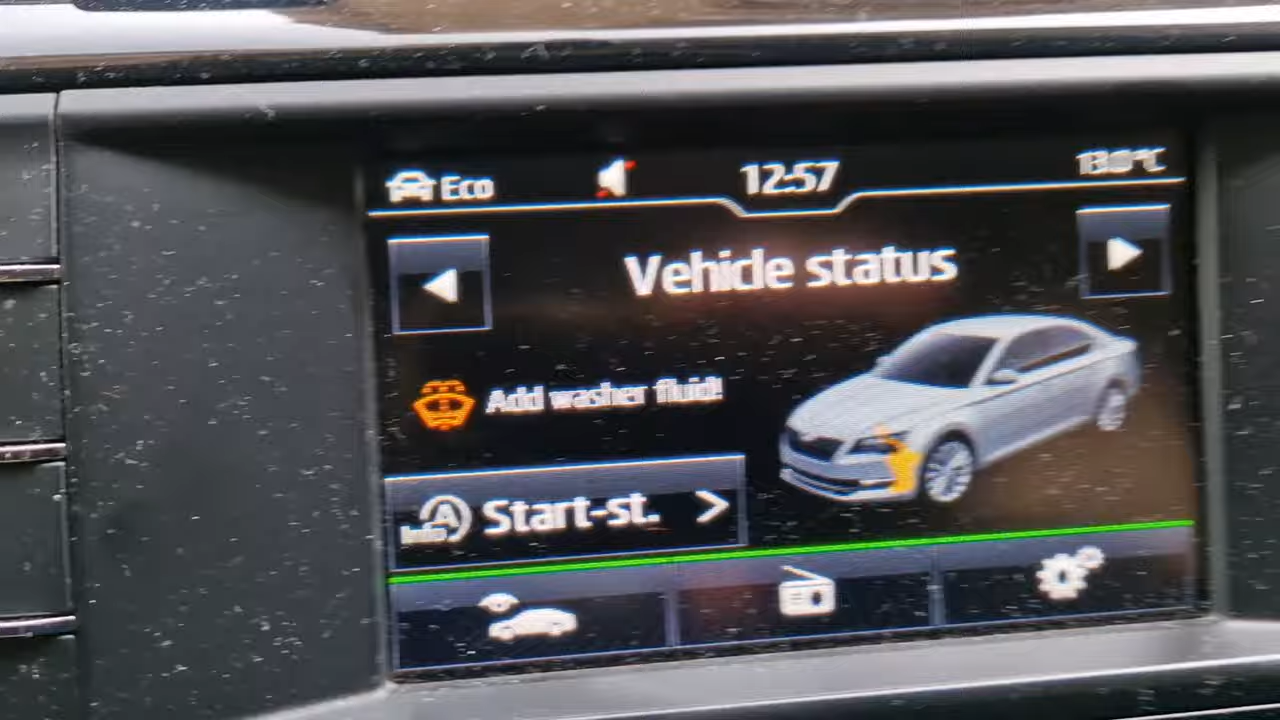 Eco
12:57
13.0°C
Vehicle status
Add washer fluid!
Start-st.